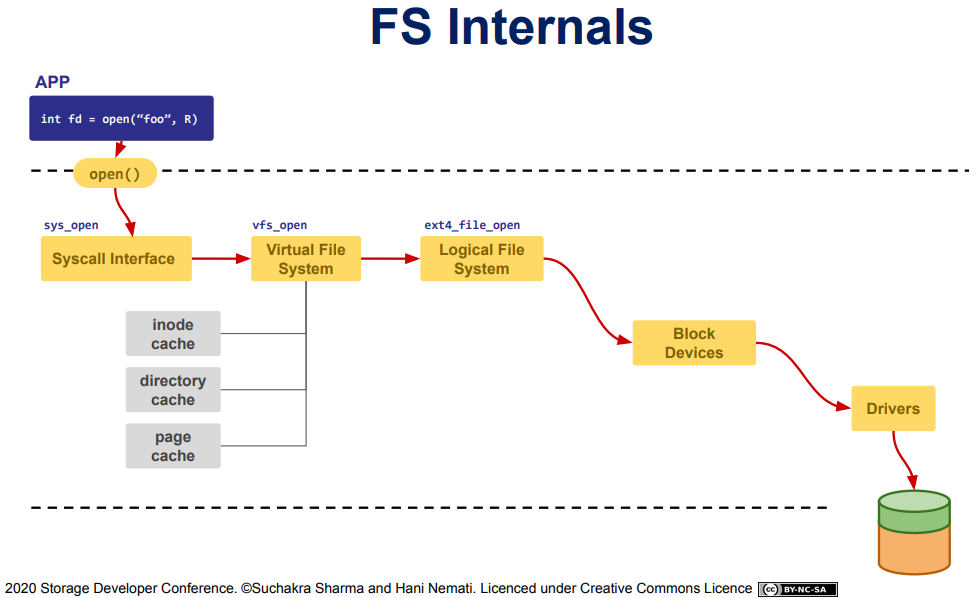 FS Internals
APP
int fd = open(“foo”, R)
open()
sys_open
Syscall Interface
vfs_open
Virtual File
System
ext4_file_open
Logical File
System
inode
cache
directory
cache
page
cache
Block
Devices
Drivers
2020 Storage Developer Conference. ©Suchakra Sharma and Hani Nemati. Licenced under Creative Commons Licence
cc BY-NC-SA